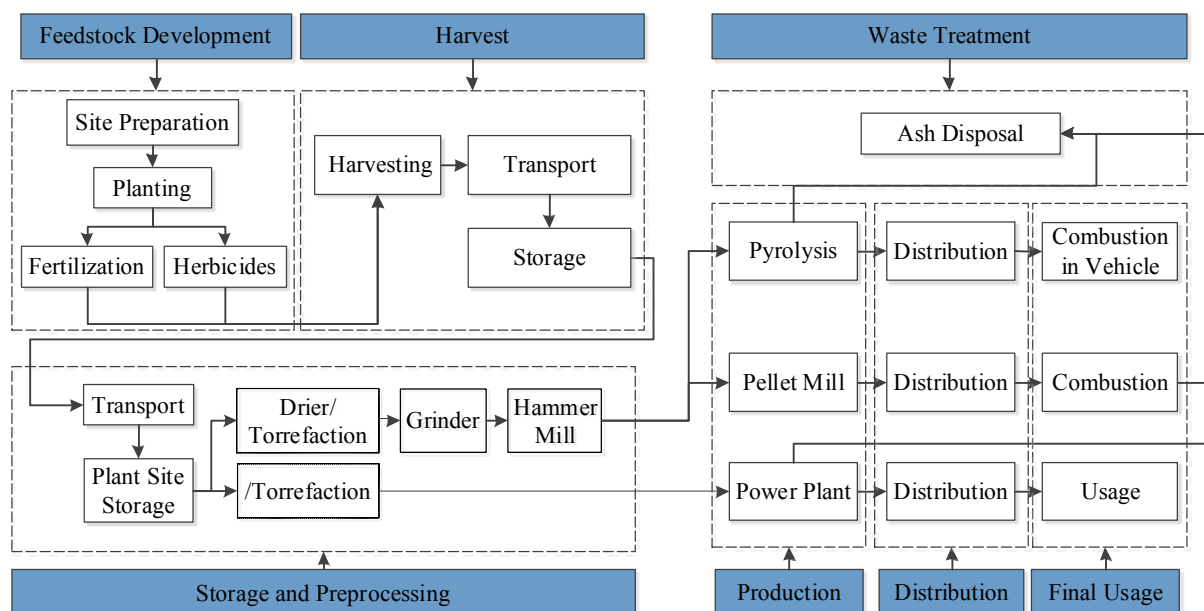 Feedstock Development
Harvest
Waste Treatment
Site Preparation
Planting
Fertilization
Herbicides
Harvesting
Transport
Storage
Ash Disposal
Pyrolysis
Distribution
Combustion
in Vehicle
Pellet Mill
Distribution
Combustion
Power Plant
Distribution
Usage
Transport
Plant Site
Storage
Drier/
Torrefaction
Grinder
Hammer
Mill
/Torrefaction
Storage and Preprocessing
Production
Distribution
Final Usage